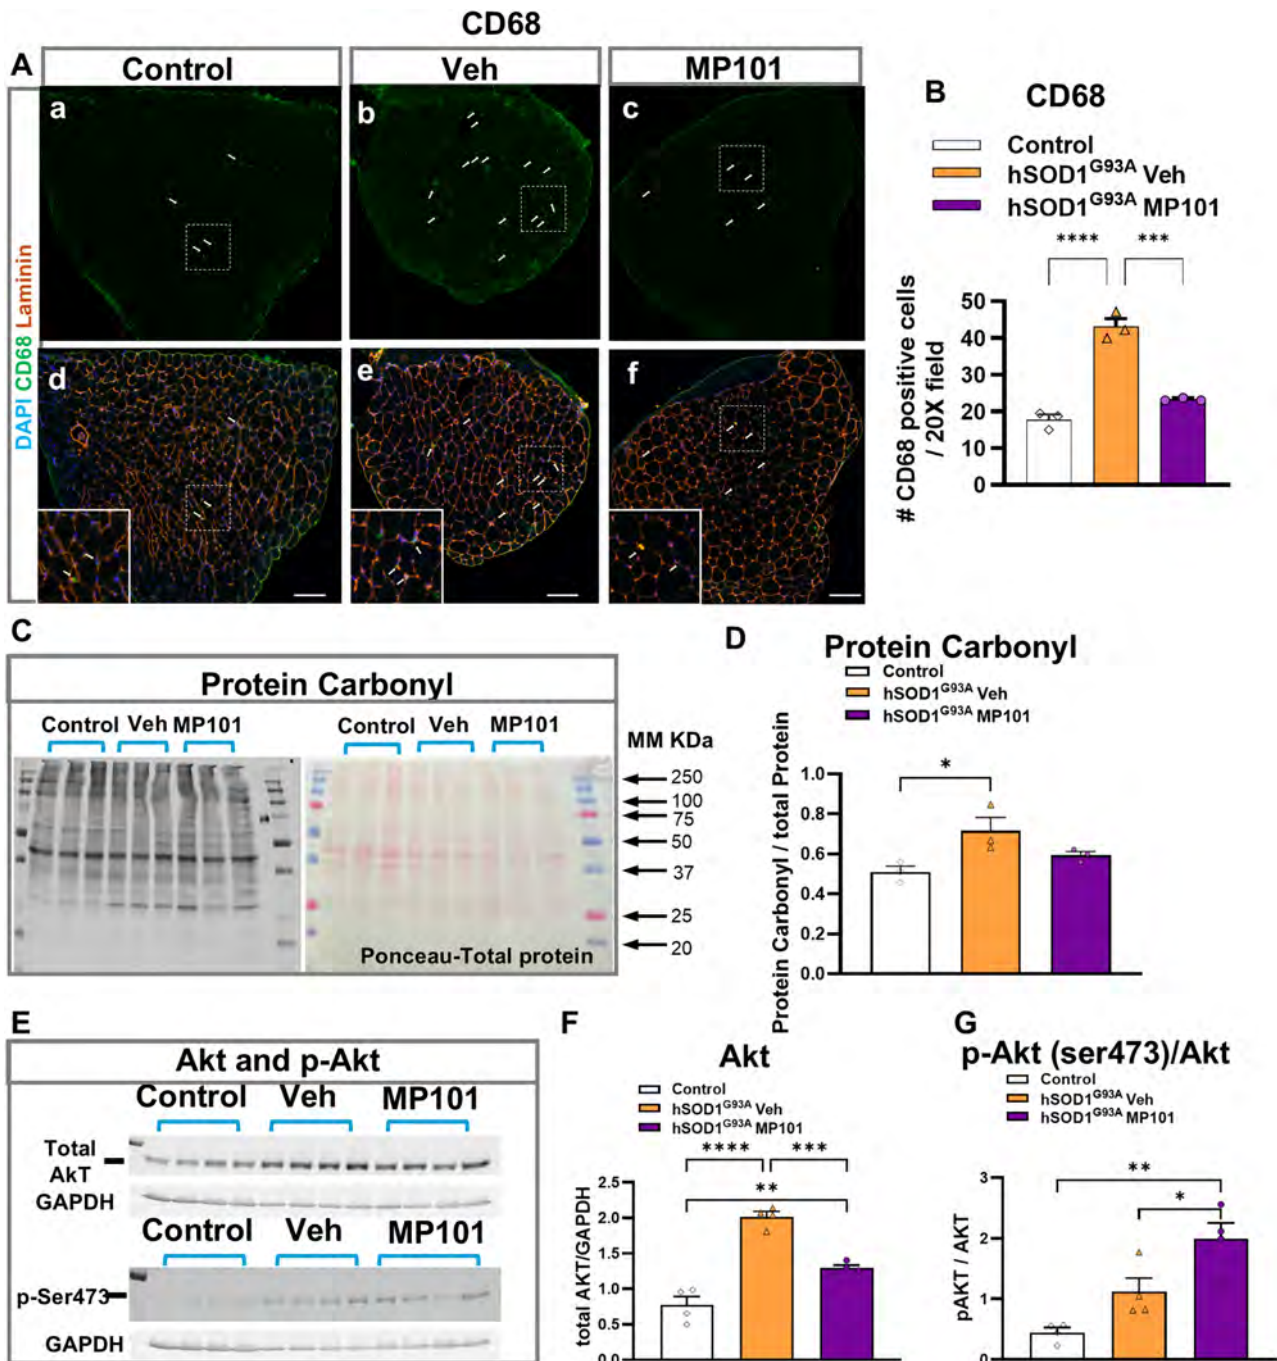 CD68
A
Control
Veh
MP101
DAPI CD68 Laminin
a
b
c
d
e
f
B
CD68
Control
hSOD1G93A Veh
hSOD1G93A MP101
****
***
# CD68 positive cells
/ 20X field
50
40
30
20
10
0
C
Protein Carbonyl
Control
Veh
MP101
Control
Veh
MP101
MM KDa
250
100
75
50
37
25
20
Ponceau-Total protein
D
Protein Carbonyl
Control
hSOD1G93A Veh
hSOD1G93A MP101
*
Protein Carbonyl / total Protein
1.0
0.8
0.6
0.4
0.2
0.0
E
Akt and p-Akt
Control
Veh
MP101
Total
AkT
GAPDH
Control
Veh
MP101
p-Ser473
GAPDH
F
Akt
Control
hSOD1G93A Veh
hSOD1G93A MP101
****
***
**
total AKT/GAPDH
2.5
2.0
1.5
1.0
0.5
0.0
G
p-Akt (ser473)/Akt
Control
hSOD1G93A Veh
hSOD1G93A MP101
**
*
pAKT / AKT
3
2
1
0